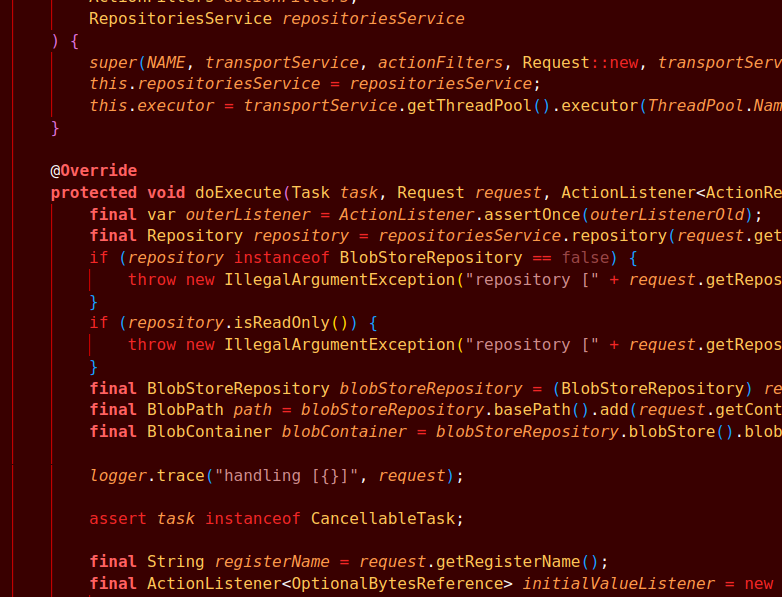 ActionFilters actionFilters,
RepositoriesService repositoriesService
) {
super(NAME, transportService, actionFilters, Request::new, transportServ
this.repositoriesService = repositoriesService;
this.executor = transportService.getThreadPool().executor(ThreadPool.Nam
}
@Override
protected void doExecute(Task task, Request request, ActionListener<ActionRe
final var outerListener = ActionListener.assertOnce(outerListenerOld);
final Repository repository = repositoriesService.repository(request.get
if (repository instanceof BlobStoreRepository == false) {
throw new IllegalArgumentException("repository [" + request.getRepos
}
if (repository.isReadOnly()) {
throw new IllegalArgumentException("repository [" + request.getRepos
}
final BlobStoreRepository blobStoreRepository = (BlobStoreRepository) re
final BlobPath path = blobStoreRepository.basePath().add(request.getCont
final BlobContainer blobContainer = blobStoreRepository.blobStore().blob
logger.trace("handling [{}]", request);
assert task instanceof CancellableTask;
final String registerName = request.getRegisterName();
final ActionListener<OptionalBytesReference> initialValueListener = new